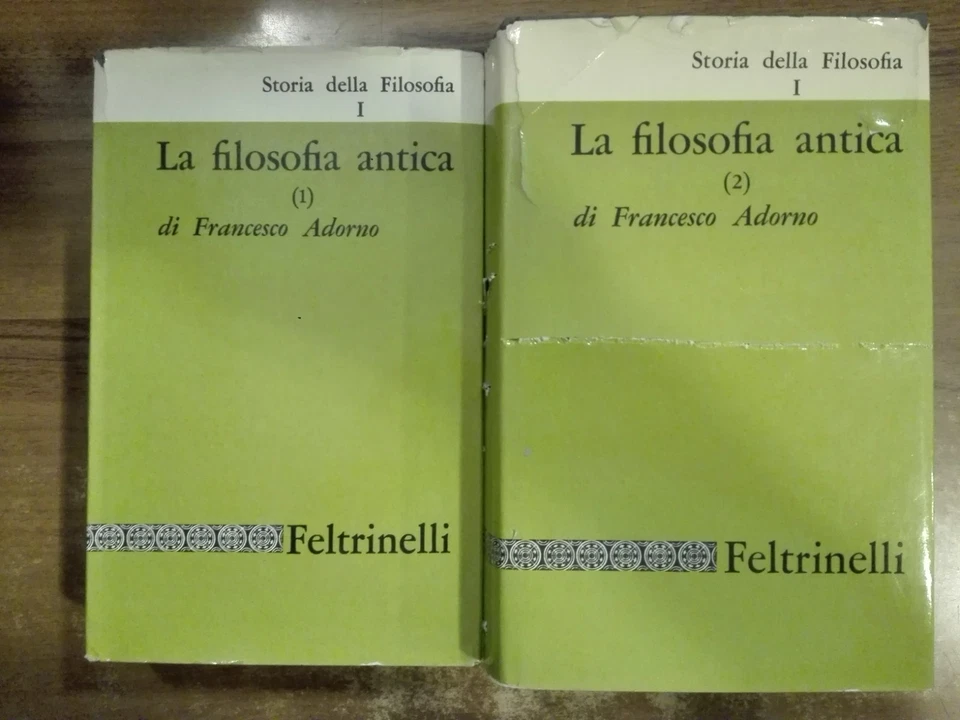 Storia della Filosofia
I
La filosofia antica
(1)
di Francesco Adorno
Feltrinelli
Storia della Filosofia
I
La filosofia antica
(2)
di Francesco Adorno
Feltrinelli